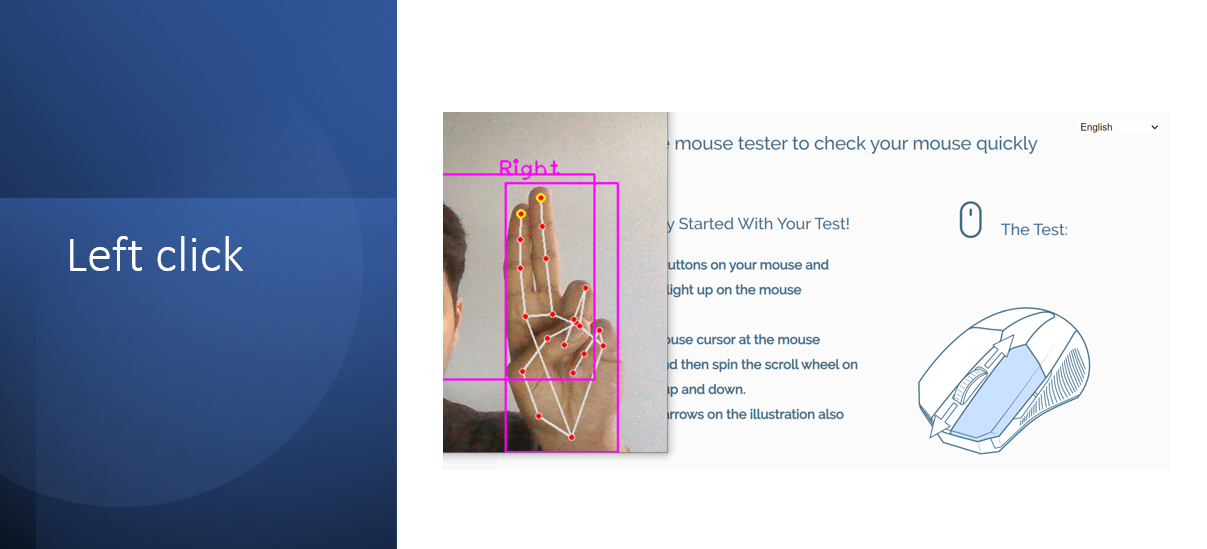 Left click
Right
mouse tester to check your mouse quickly
English
Started With Your Test!
The Test:
on your mouse and
light up on the mouse
cursor at the mouse
then spin the scroll wheel on
up and down.
arrows on the illustration also